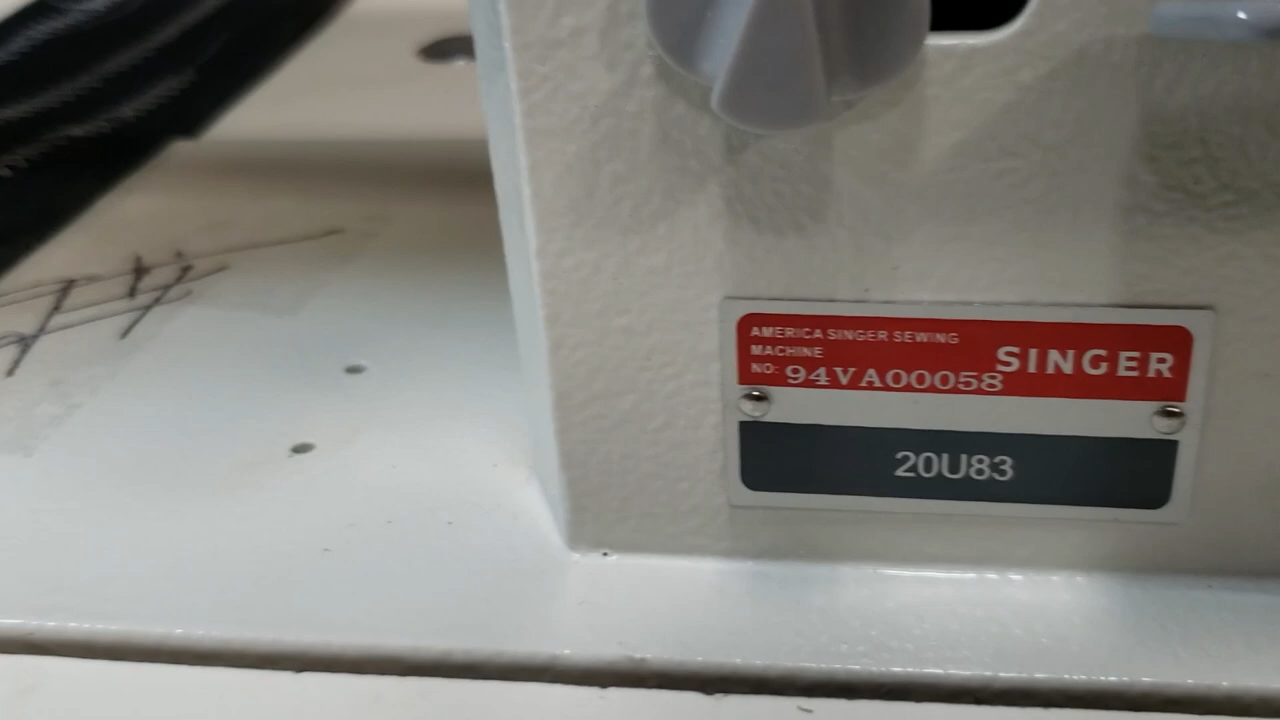 AMERICA SINGER SEWING
MACHINE
NO: 94VA00058
SINGER
20U83